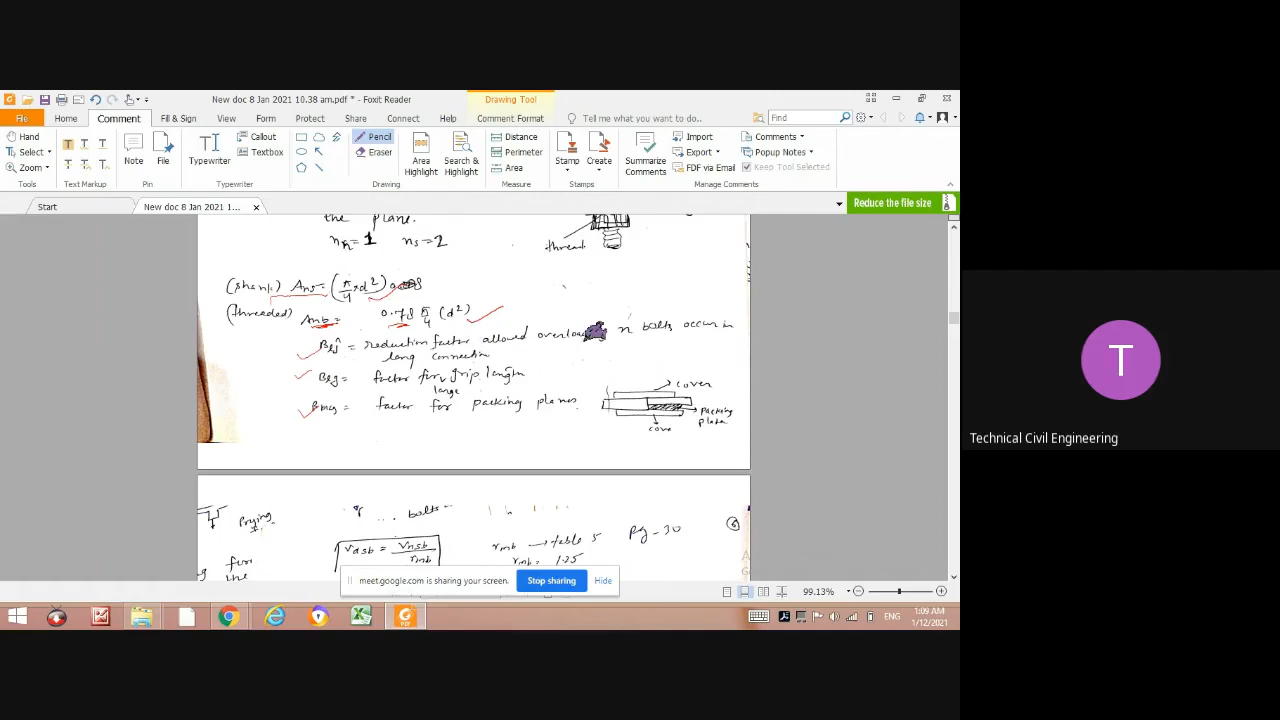 New doc 8 Jan 2021 10.38 am.pdf * - Foxit Reader
Drawing Tool
File Home Comment View Form Protect Fill & Sign Share Connect Help Comment Format
Tell me what you want to do...
Find
Hand
Select
Zoom
Tools
Text Markup
Note
File
Pin
Typewriter
Callout
Textbox
Typewriter
Pencil
Eraser
Drawing
Area Highlight
Search & Highlight
Distance
Perimeter
Area
Measure
Stamp
Create
Stamps
Summarize Comments
Import
Export
FDF via Email
Comments
Popup Notes
Keep Tool Selected
Manage Comments
Start
New doc 8 Jan 2021 1...
Reduce the file size
the plane.
nn = 1 ns = 2
thread
(shank) Ans = (π/4 × d²)
(threaded) Anb = 0.78 π/4 (d²)
βlj = reduction factor allowed overload n bolts occur in
long connection
βlg = factor for large grip length
factor for packing planes.
cover
packing
plate
cove
Prying
bolts
Vdsb = Vnsb / rmb
rmb → table 5
rmb = 1.25
Pg - 30
for
the
meet.google.com is sharing your screen.
Stop sharing
Hide
99.13%
ENG
1:09 AM
1/12/2021
T
Technical Civil Engineering